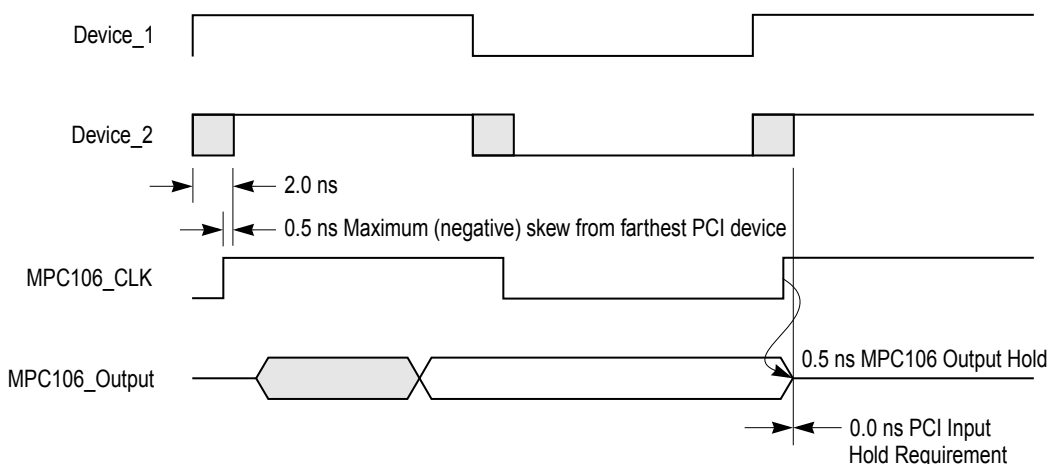 Device_1
Device_2
2.0 ns
0.5 ns Maximum (negative) skew from farthest PCI device
MPC106_CLK
0.5 ns MPC106 Output Hold
MPC106_Output
0.0 ns PCI Input
Hold Requirement